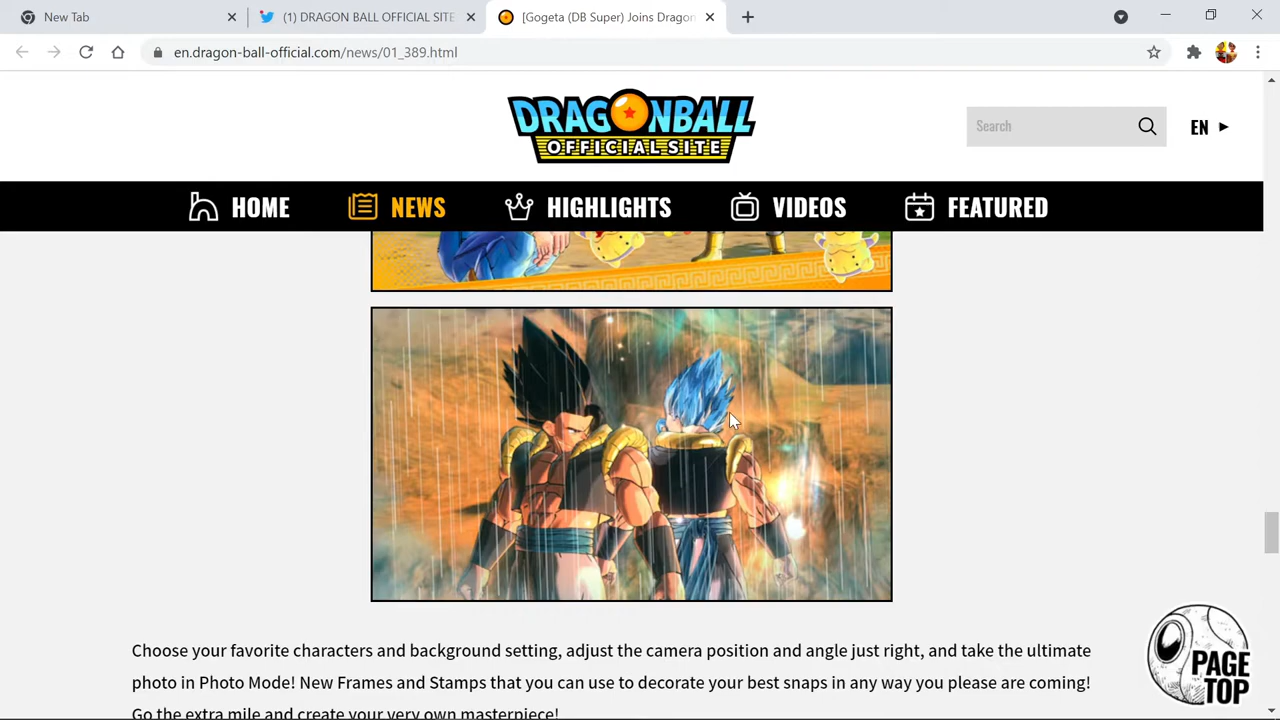 New Tab
(1) DRAGON BALL OFFICIAL SITE
[Gogeta (DB Super) Joins Dragon
en.dragon-ball-official.com/news/01_389.html
DRAGONBALL
OFFICIAL SITE
Search
EN
HOME
NEWS
HIGHLIGHTS
VIDEOS
FEATURED
Choose your favorite characters and background setting, adjust the camera position and angle just right, and take the ultimate
photo in Photo Mode! New Frames and Stamps that you can use to decorate your best snaps in any way you please are coming!
Go the extra mile and create your very own masterpiece!
PAGE
TOP